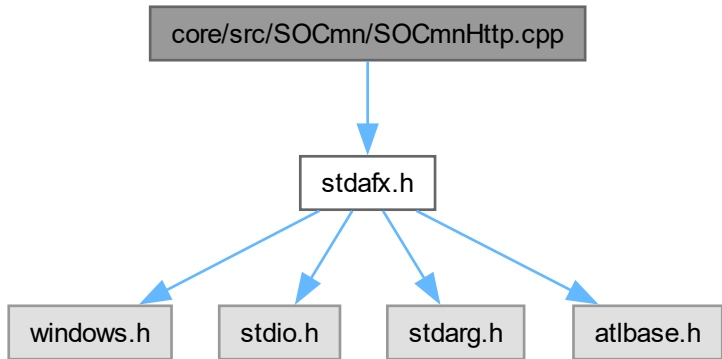 core/src/SOCmn/SOCmnHttp.cpp
stdafx.h
windows.h
stdio.h
stdarg.h
atlbase.h